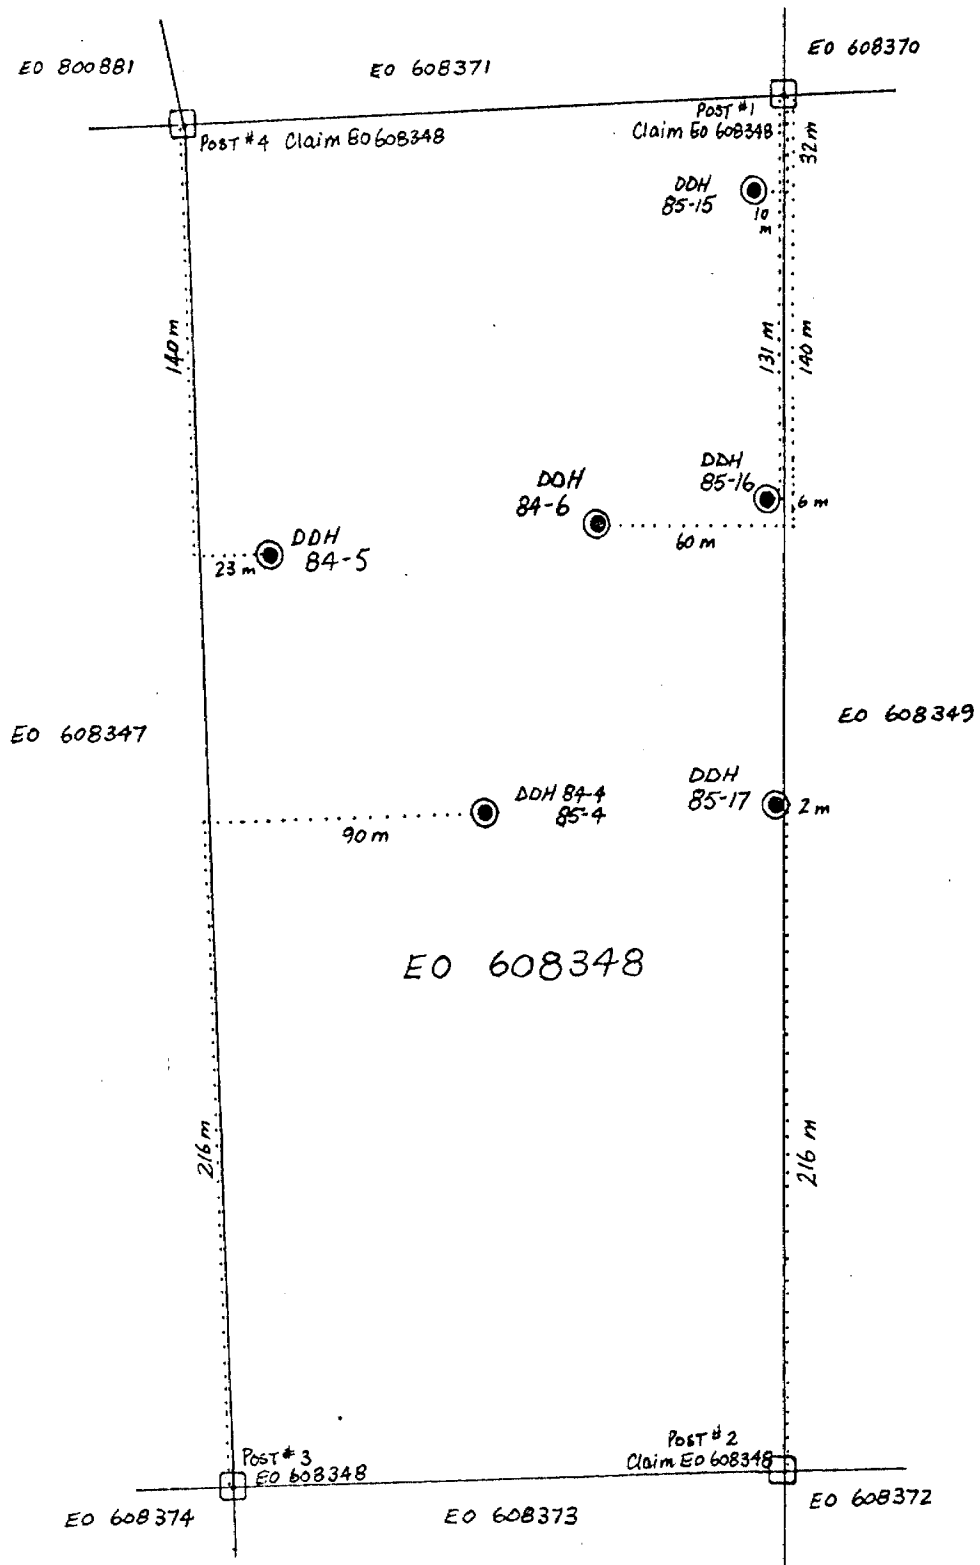 EO 800881
EO 608371
EO 608370
POST #4 Claim EO 608348
POST #1
Claim EO 608348
32 m
DDH
85-15
10
m
140 m
131 m
140 m
DDH
84-6
DDH
85-16
6 m
60 m
DDH
84-5
23 m
EO 608347
EO 608349
DDH 84-4
85-4
90 m
DDH
85-17
2 m
EO 608348
216 m
216 m
POST #3
EO 608348
POST #2
Claim EO 608348
EO 608374
EO 608373
EO 608372